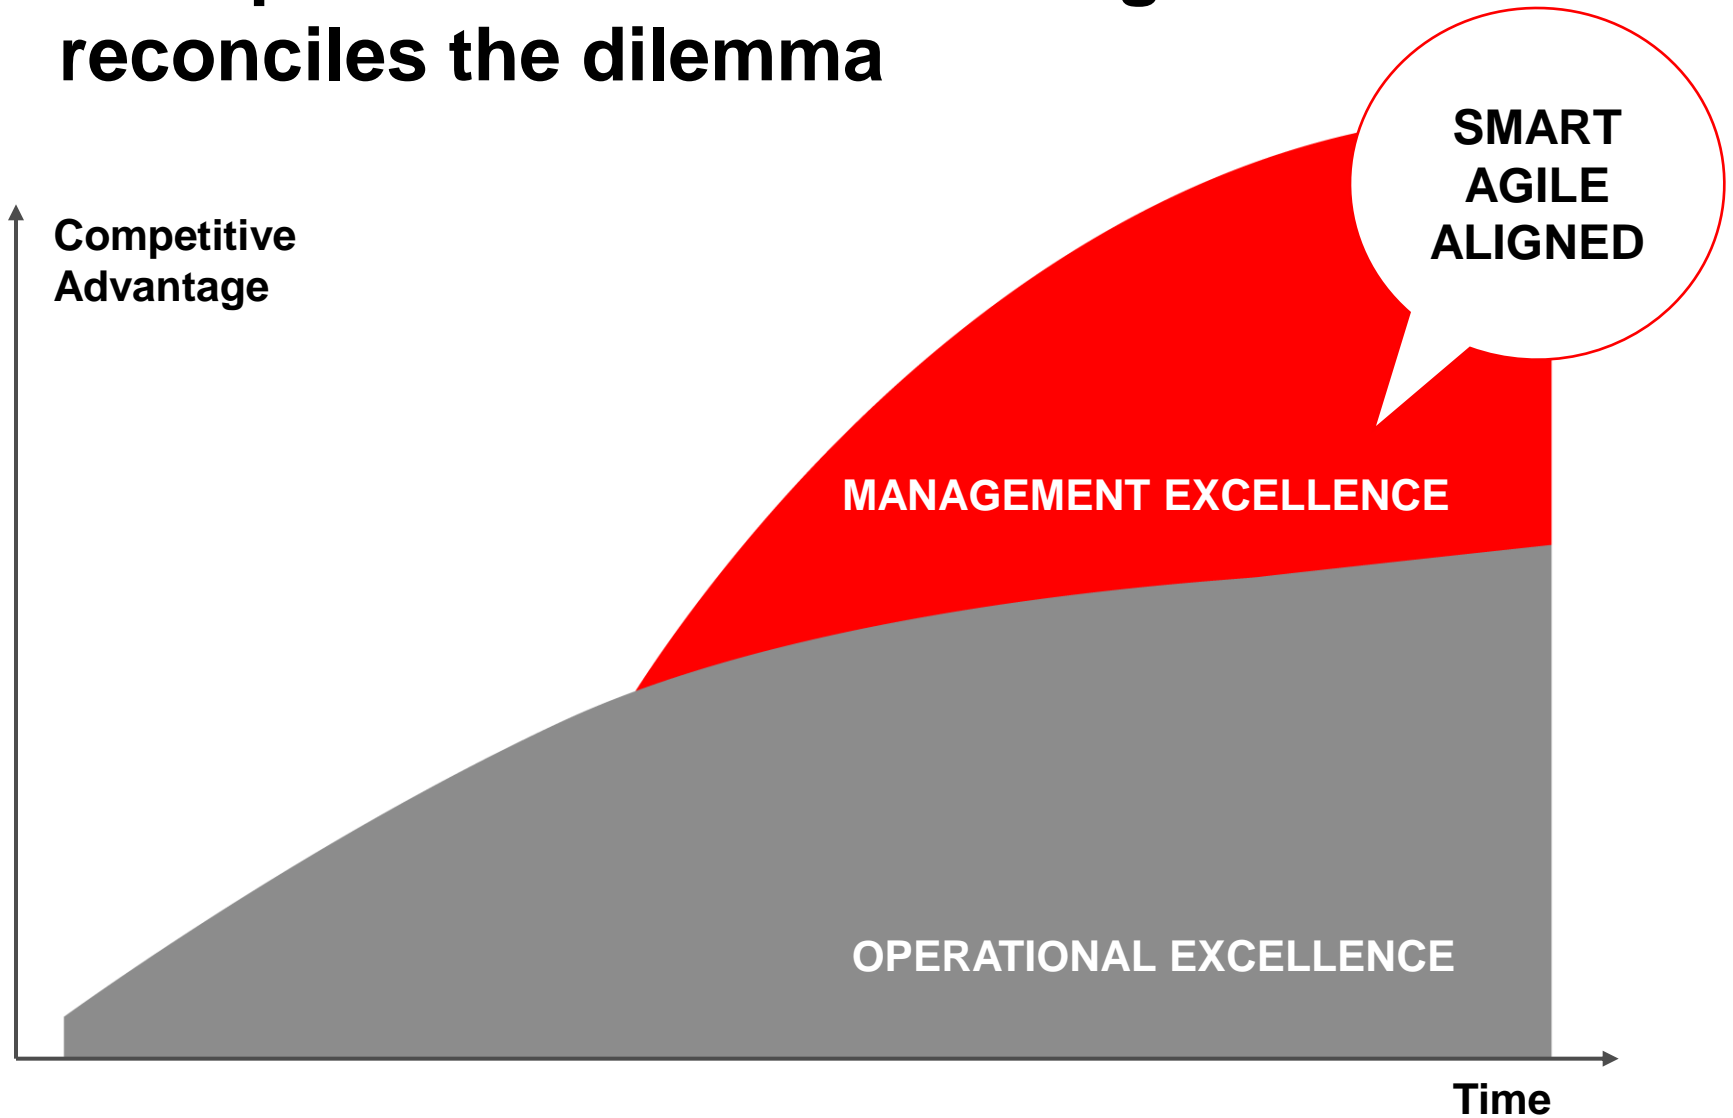 reconciles the dilemma
SMART
AGILE
ALIGNED
Competitive
Advantage
MANAGEMENT EXCELLENCE
OPERATIONAL EXCELLENCE
Time